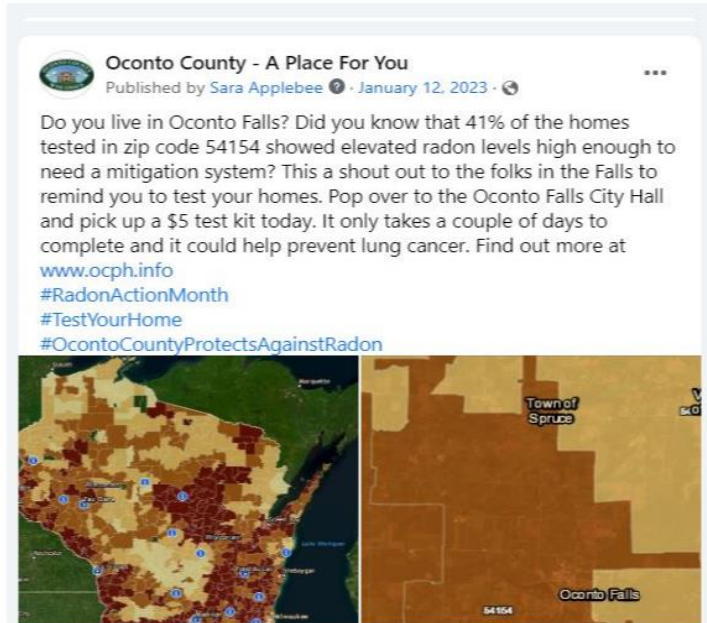 Oconto County - A Place For You
Published by Sara Applebee · January 12, 2023 ·
Do you live in Oconto Falls? Did you know that 41% of the homes
tested in zip code 54154 showed elevated radon levels high enough to
need a mitigation system? This a shout out to the folks in the Falls to
remind you to test your homes. Pop over to the Oconto Falls City Hall
and pick up a $5 test kit today. It only takes a couple of days to
complete and it could help prevent lung cancer. Find out more at
www.ocph.info
#RadonActionMonth
#TestYourHome
#OcontoCountyProtectsAgainstRadon
Town of
Spruce
Oconto Falls
54154